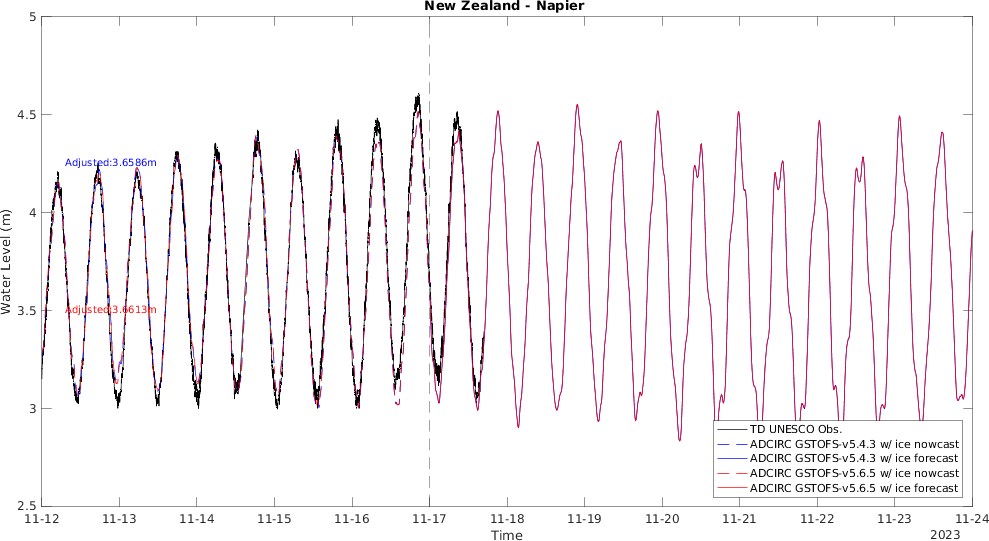 New Zealand - Napier
5
4.5
4
3.5
3
2.5
Water Level (m)
Adjusted:3.6586m
Adjusted:3.6613m
TD UNESCO Obs.
ADCIRC GSTOFS-v5.4.3 w/ ice nowcast
ADCIRC GSTOFS-v5.4.3 w/ ice forecast
ADCIRC GSTOFS-v5.6.5 w/ ice nowcast
ADCIRC GSTOFS-v5.6.5 w/ ice forecast
11-12 11-13 11-14 11-15 11-16 11-17 11-18 11-19 11-20 11-21 11-22 11-23 11-24
Time
2023